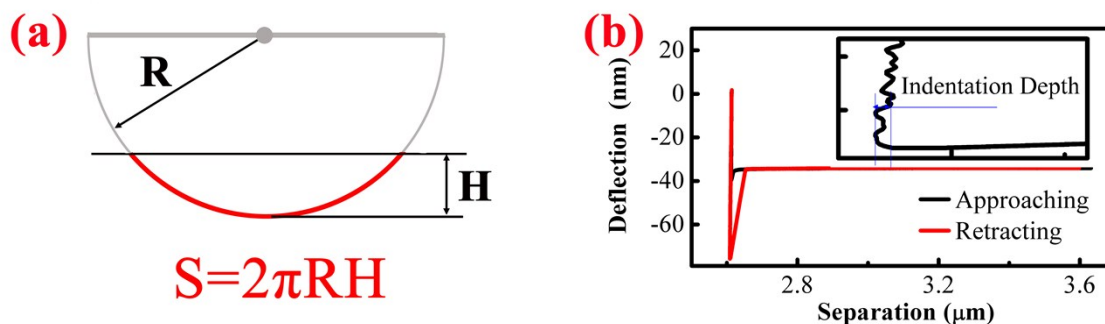 (a)
R
H
S=2πRH
(b)
Deflection (nm)
20
0
-20
-40
-60
Indentation Depth
Approaching
Retracting
2.8
3.2
3.6
Separation (μm)